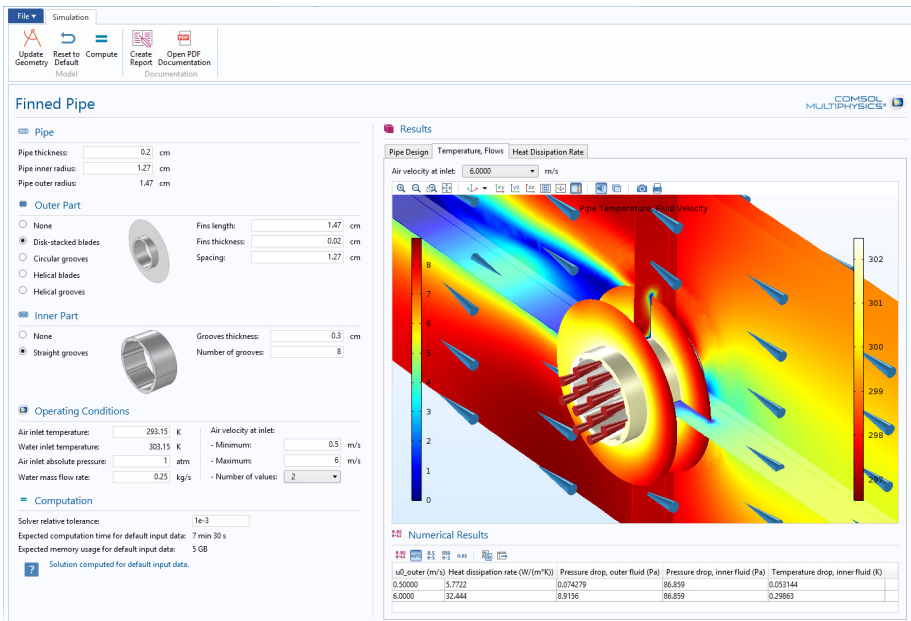 File ▾ Simulation
Update Geometry
Reset to Default
Compute
Create Report
Open PDF Documentation
Model
Documentation
Finned Pipe
COMSOL
MULTIPHYSICS®
Pipe
Pipe thickness: 0.2 cm
Pipe inner radius: 1.27 cm
Pipe outer radius: 1.47 cm
Outer Part
None
Disk-stacked blades
Circular grooves
Helical blades
Helical grooves
Fins length: 1.47 cm
Fins thickness: 0.02 cm
Spacing: 1.27 cm
Inner Part
None
Straight grooves
Grooves thickness: 0.3 cm
Number of grooves: 8
Operating Conditions
Air inlet temperature: 293.15 K
Water inlet temperature: 303.15 K
Air inlet absolute pressure: 1 atm
Water mass flow rate: 0.25 kg/s
Air velocity at inlet:
- Minimum: 0.5 m/s
- Maximum: 6 m/s
- Number of values: 2
Computation
Solver relative tolerance: 1e-3
Expected computation time for default input data: 7 min 30 s
Expected memory usage for default input data: 5 GB
? Solution computed for default input data.
Results
Pipe Design Temperature, Flows Heat Dissipation Rate
Air velocity at inlet: 6.0000 m/s
Pipe Temperature, Fluid Velocity
8
7
6
5
3
2
1
0
302
301
300
299
298
297
Numerical Results
u0_outer (m/s) Heat dissipation rate (W/(m*K)) Pressure drop, outer fluid (Pa) Pressure drop, inner fluid (Pa) Temperature drop, inner fluid (K)
0.50000 5.7722 0.074279 86.859 0.053144
6.0000 32.444 8.9156 86.859 0.29863